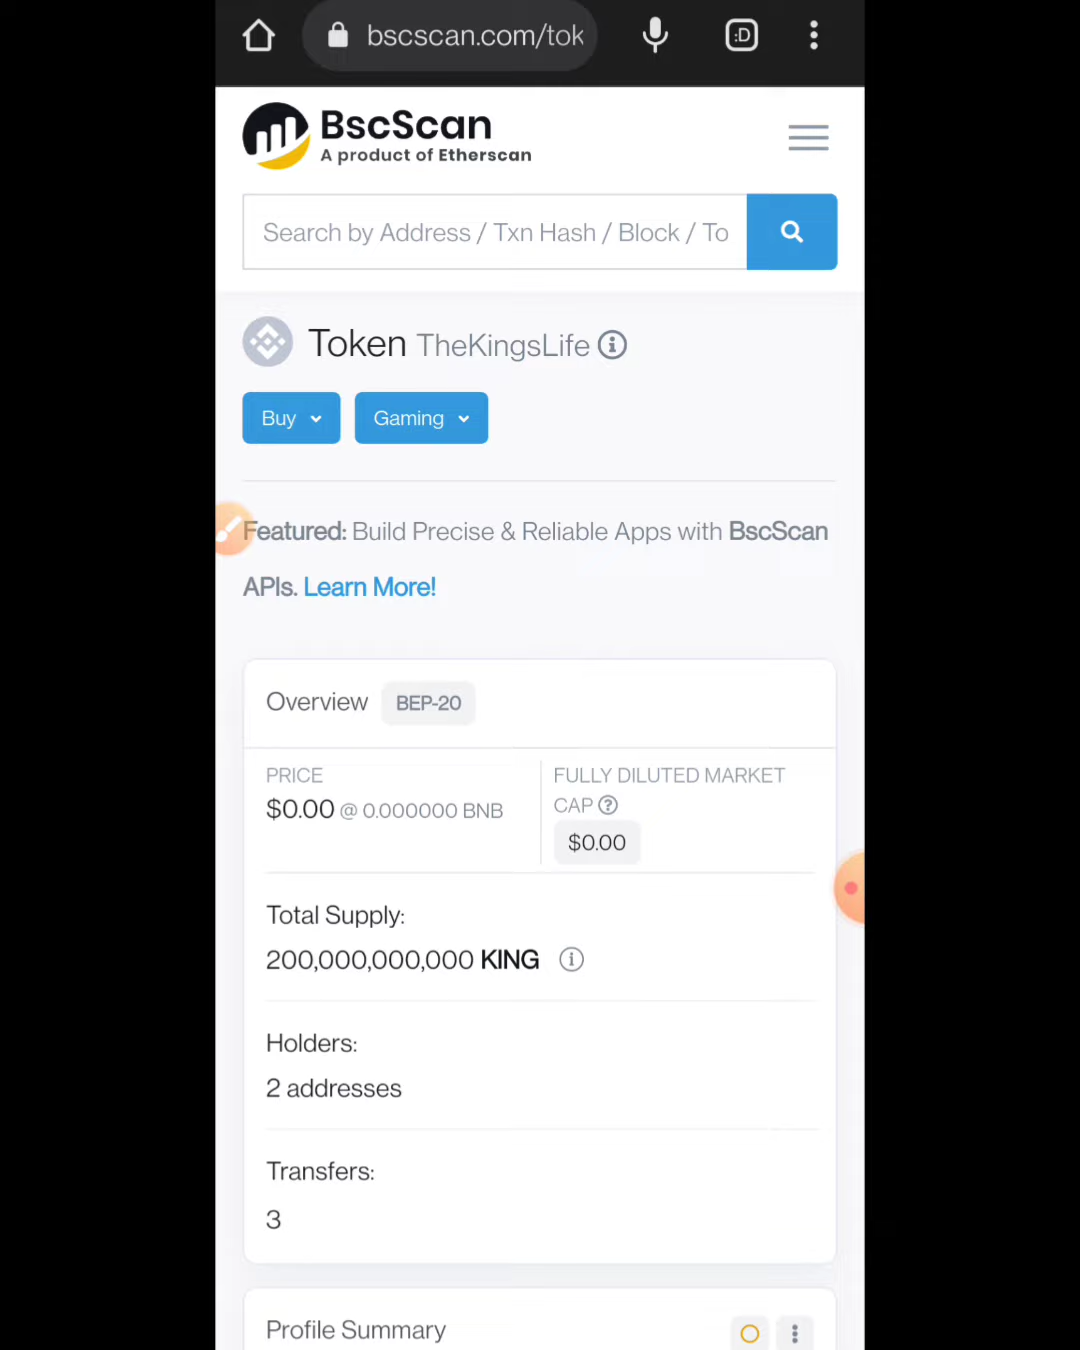 bscscan.com/tok
:D
BscScan
A product of Etherscan
Search by Address / Txn Hash / Block / To
Token TheKingsLife
Buy
Gaming
Featured: Build Precise & Reliable Apps with BscScan
APIs. Learn More!
Overview BEP-20
PRICE
$0.00 @ 0.000000 BNB
FULLY DILUTED MARKET
CAP
$0.00
Total Supply:
200,000,000,000 KING
Holders:
2 addresses
Transfers:
3
Profile Summary